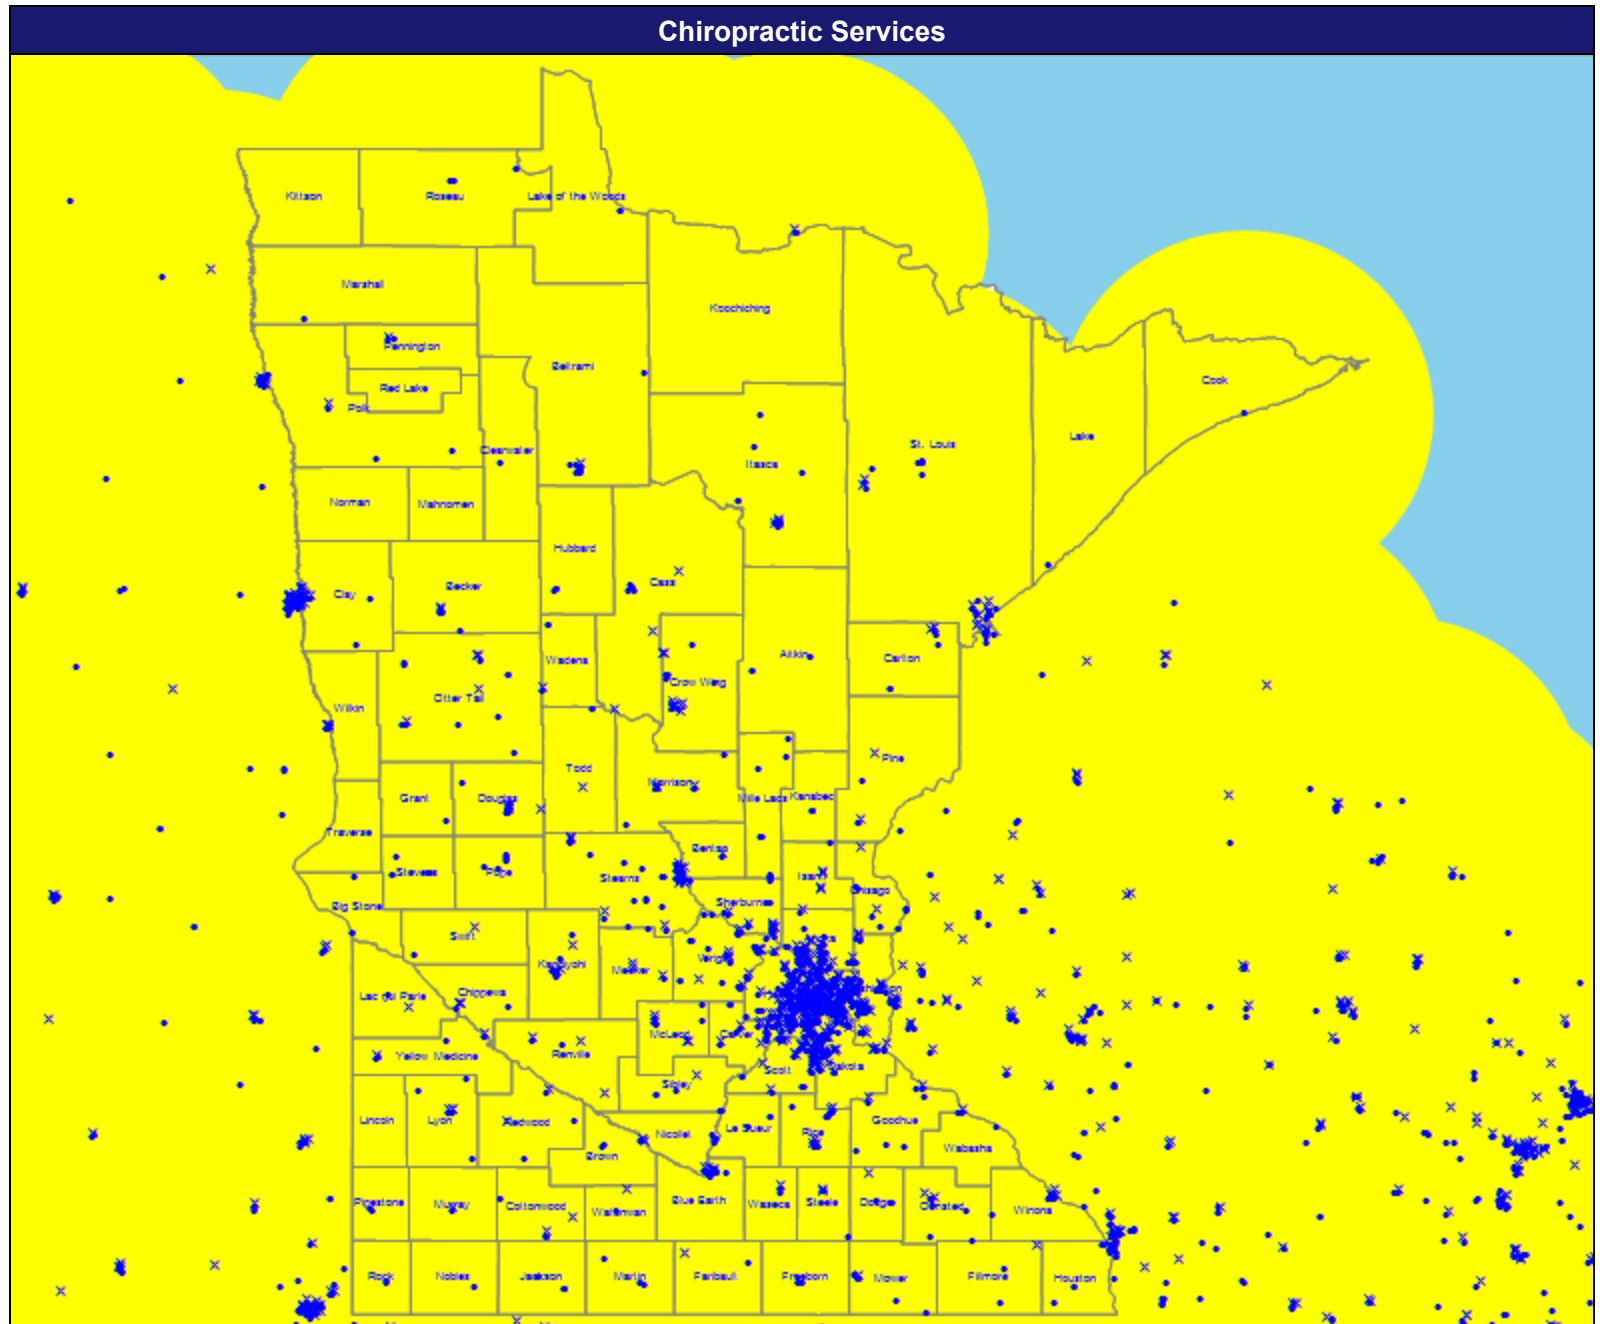 Chiropractic Services
Kittson
Roseau
Lake of the Woods
Marshall
Koochiching
Pennington
Beltrami
Red Lake
Cook
Polk
Lake
St. Louis
Clearwater
Itasca
Norman
Mahnomen
Hubbard
Cass
Becker
Clay
Aitkin
Carlton
Wadena
Crow Wing
Otter Tail
Wilkin
Pine
Todd
Morrison
Mille Lacs
Kanabec
Grant
Douglas
Traverse
Benton
Stevens
Pope
Stearns
Isanti
Chisago
Sherburne
Big Stone
Swift
Kandiyohi
Meeker
Wright
Lac qui Parle
Chippewa
McLeod
Carver
Yellow Medicine
Renville
Scott
Dakota
Sibley
Lincoln
Lyon
Redwood
Nicollet
Le Sueur
Rice
Goodhue
Wabasha
Brown
Pipestone
Murray
Cottonwood
Watonwan
Blue Earth
Waseca
Steele
Dodge
Olmsted
Winona
Rock
Nobles
Jackson
Martin
Faribault
Freeborn
Mower
Fillmore
Houston